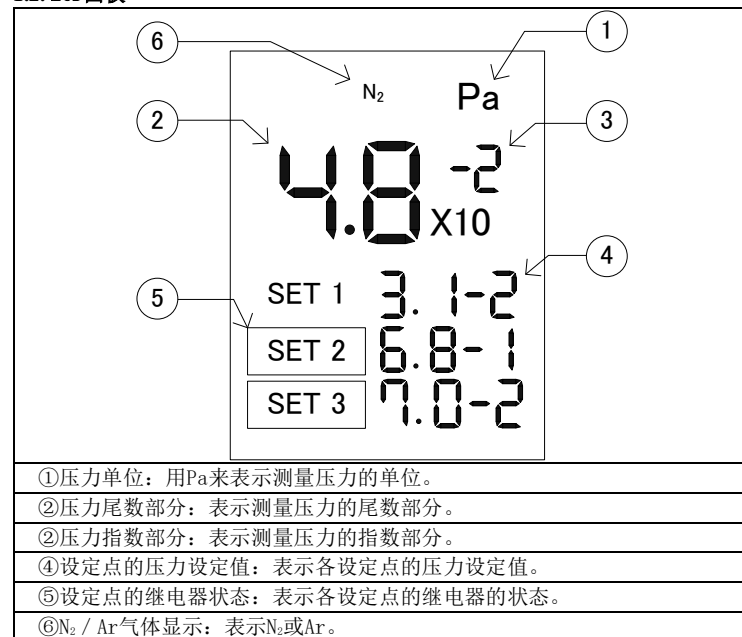 ⑥
①
N₂
Pa
②
③
4.8
-2
X10
④
⑤
SET 1 3.1-2
SET 2 6.8-1
SET 3 7.0-2
①压力单位：用Pa来表示测量压力的单位。
②压力尾数部分：表示测量压力的尾数部分。
②压力指数部分：表示测量压力的指数部分。
④设定点的压力设定值：表示各设定点的压力设定值。
⑤设定点的继电器状态：表示各设定点的继电器的状态。
⑥N₂／Ar气体显示：表示N₂或Ar。